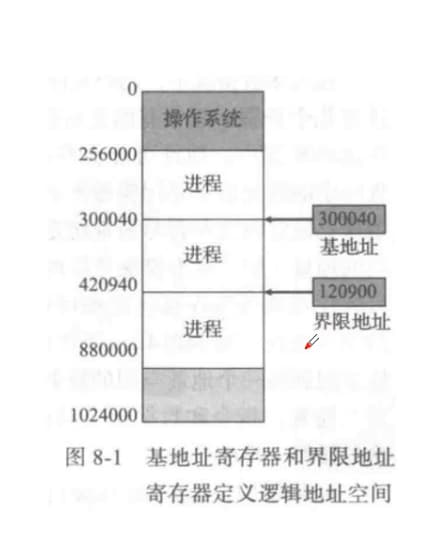 0
操作系统
256000
进程
300040
300040
基地址
进程
420940
120900
界限地址
进程
880000
1024000
图 8-1 基地址寄存器和界限地址
寄存器定义逻辑地址空间